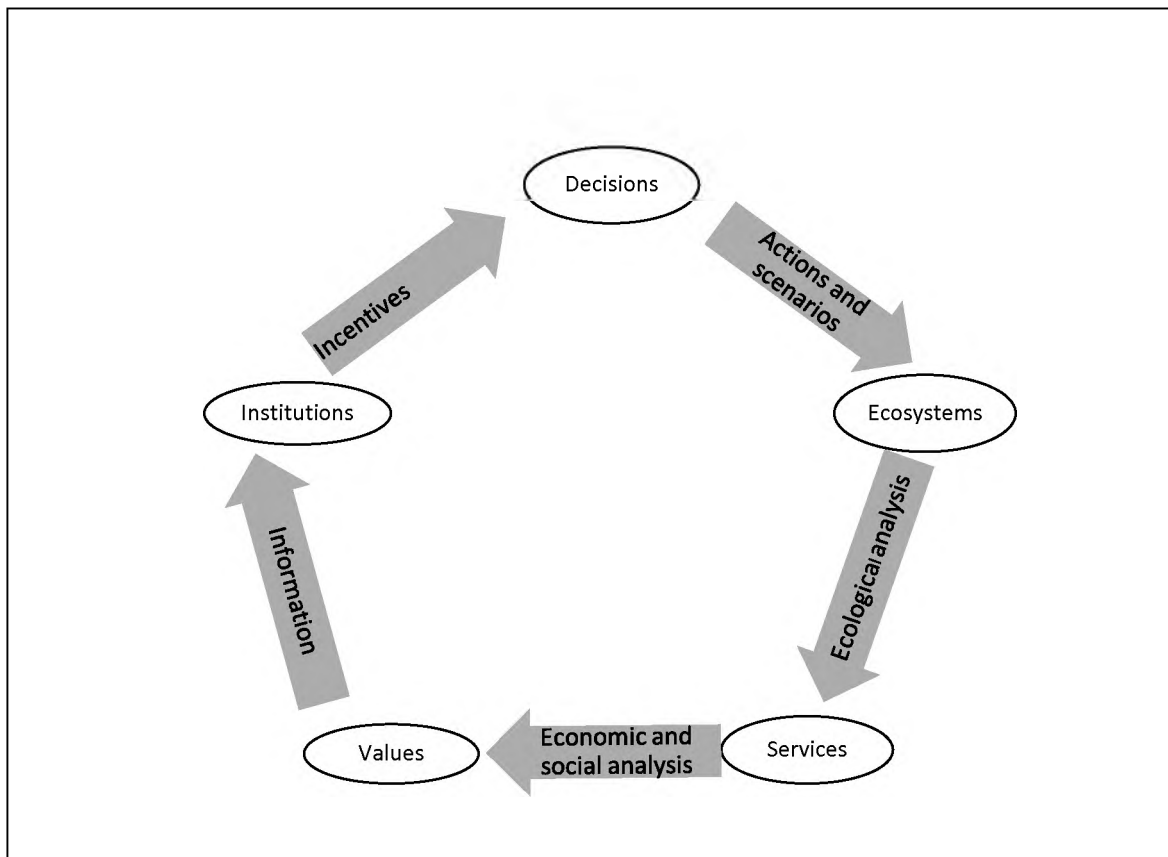 Decisions
Actions and
scenarios
Ecosystems
Ecological analysis
Services
Economic and
social analysis
Values
Information
Institutions
Incentives